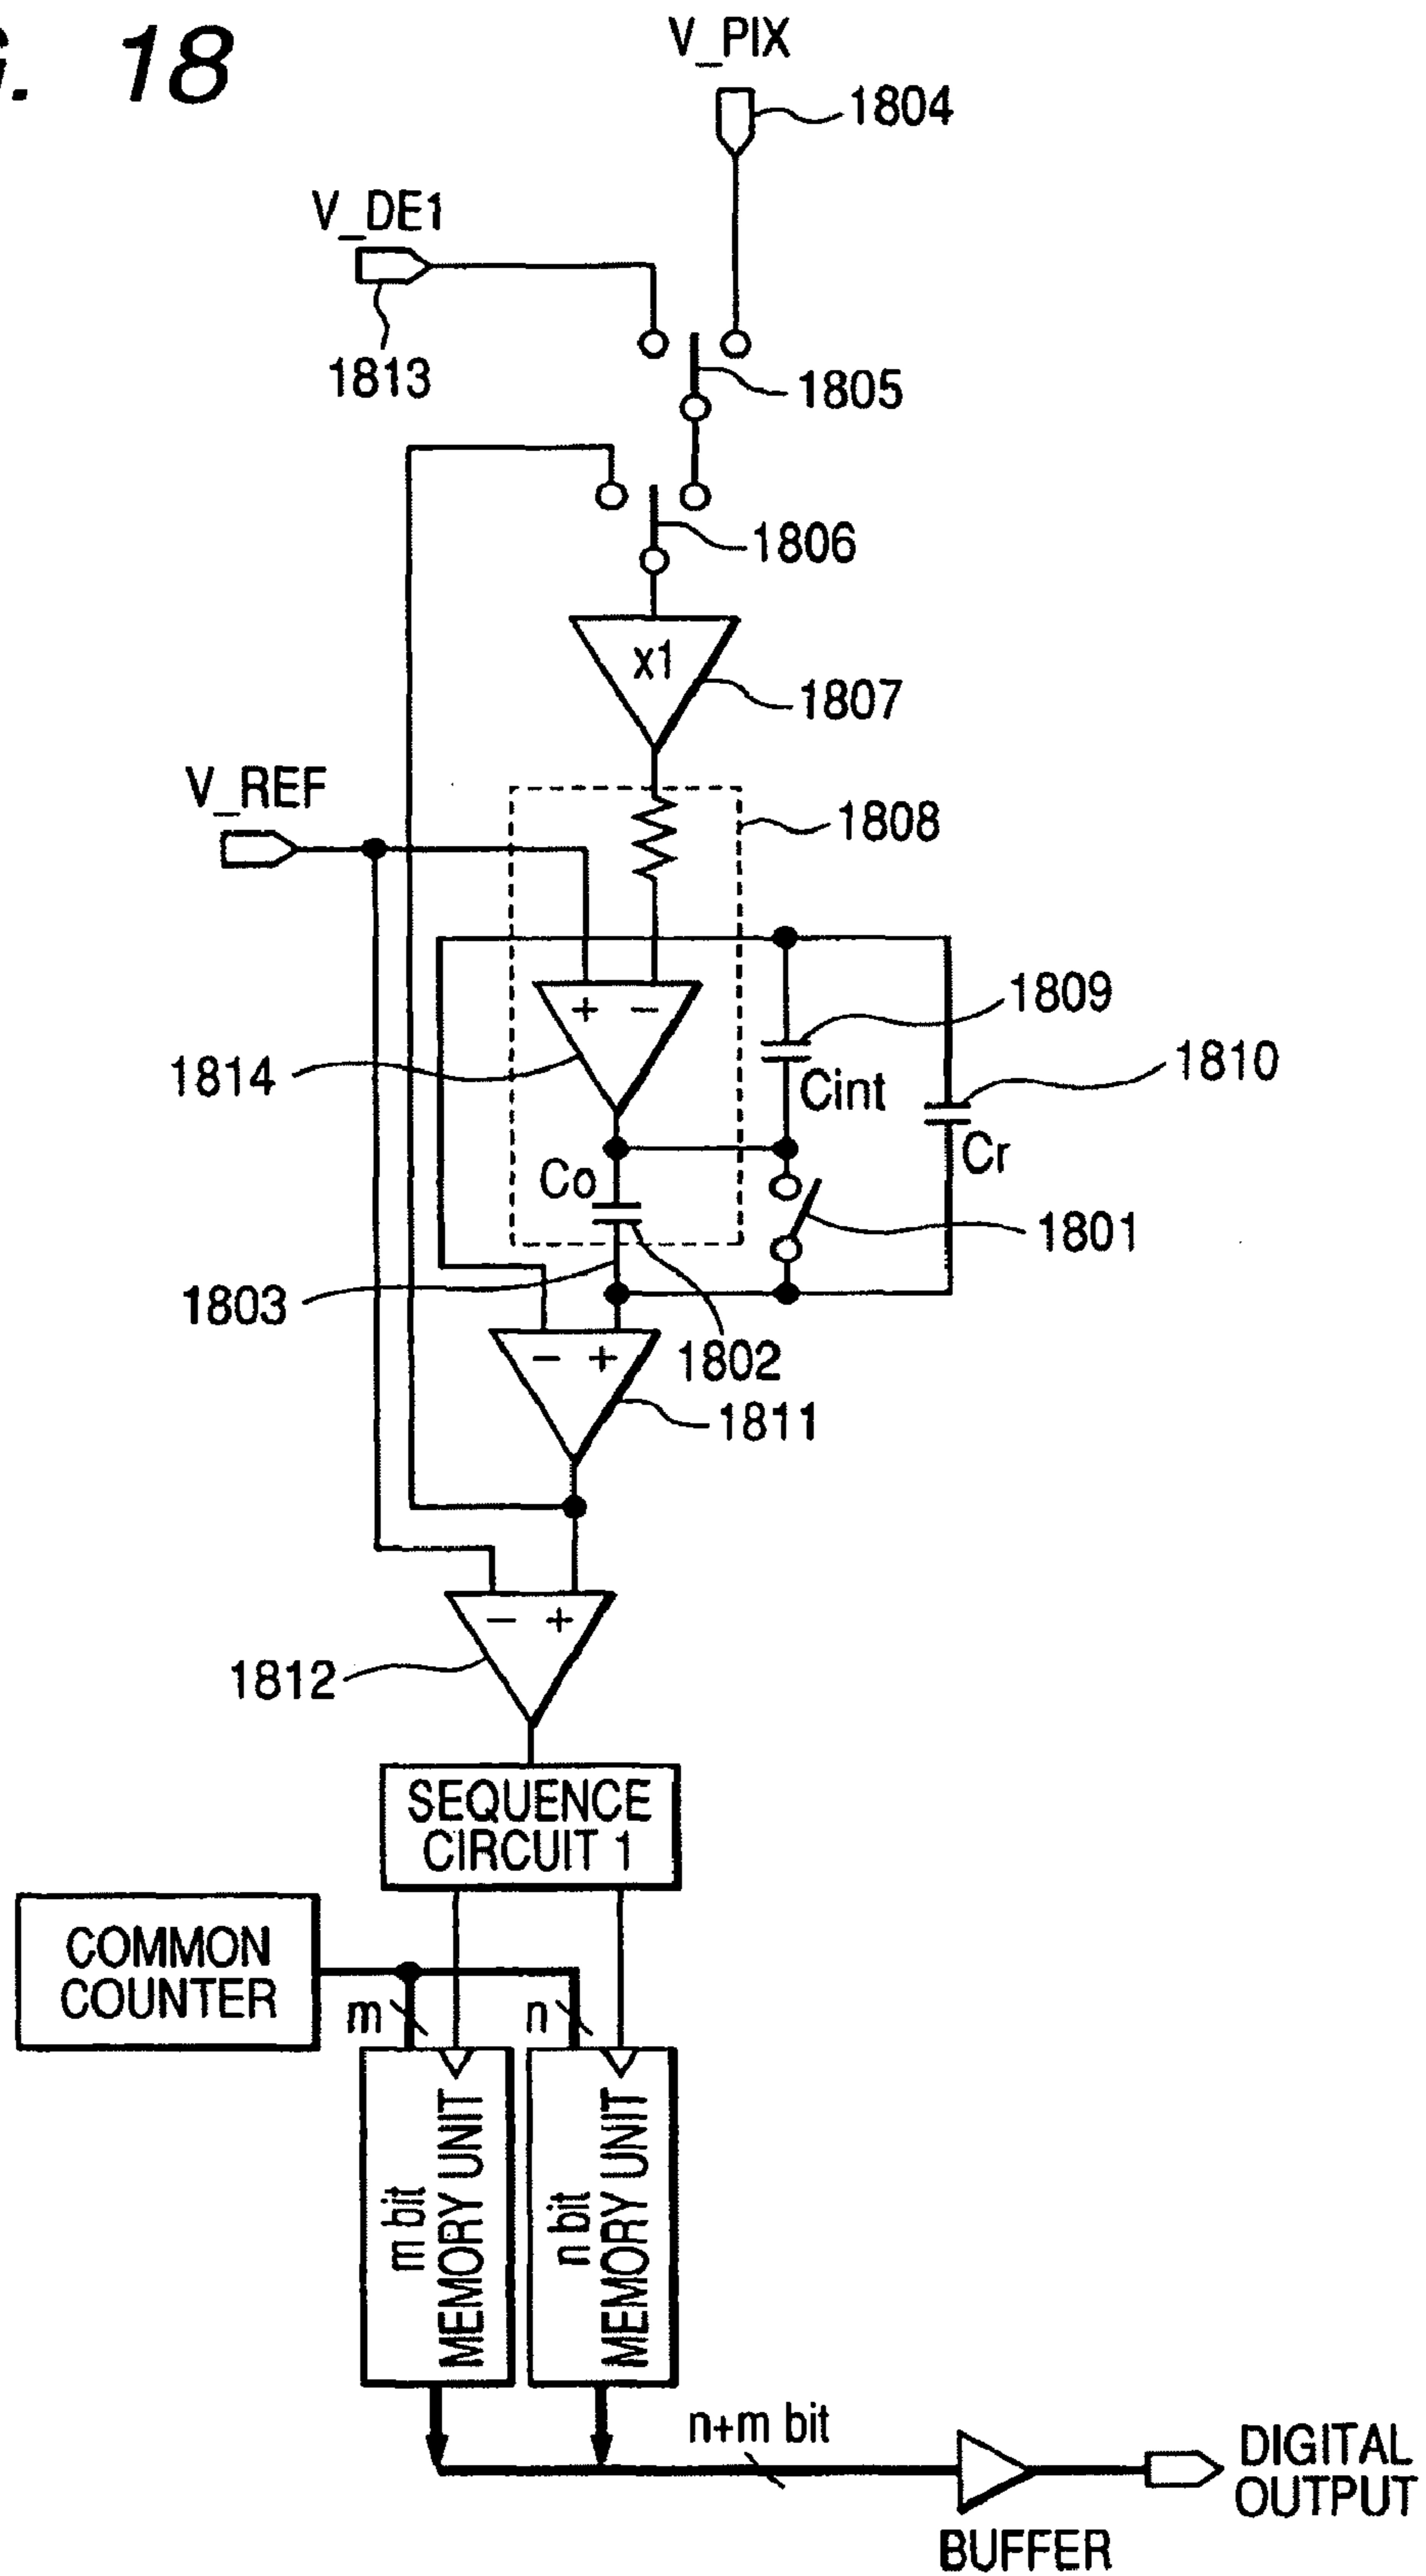 G. 18
V_PIX
1804
V_DE1
1813
1805
1806
x1
1807
V_REF
1808
+ −
1809
1814
Cint
1810
Co
Cr
1801
1803
1802
− +
1811
− +
1812
SEQUENCE
CIRCUIT 1
COMMON
COUNTER
m
n
m bit
MEMORY UNIT
n bit
MEMORY UNIT
n+m bit
DIGITAL
OUTPUT
BUFFER